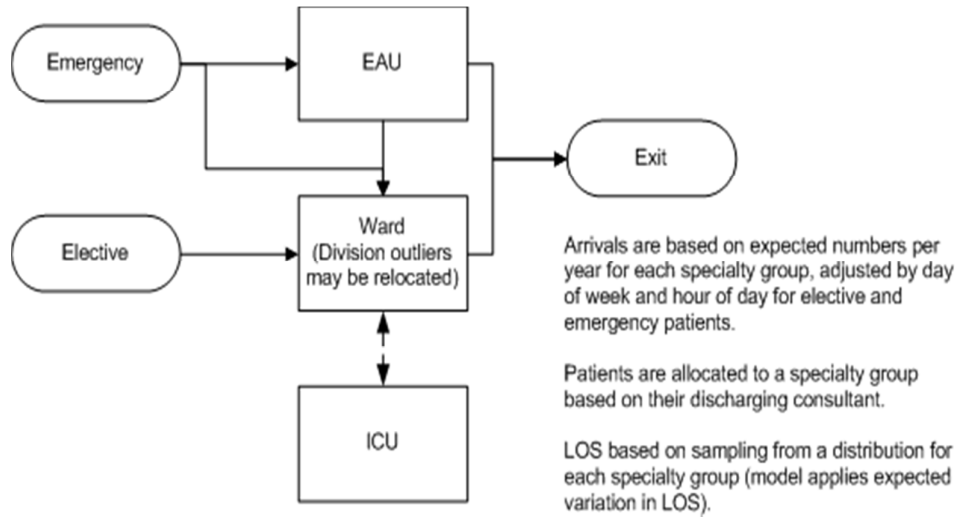 Emergency
EAU
Exit
Elective
Ward
(Division outliers
may be relocated)
ICU
Arrivals are based on expected numbers per
year for each specialty group, adjusted by day
of week and hour of day for elective and
emergency patients.
Patients are allocated to a specialty group
based on their discharging consultant.
LOS based on sampling from a distribution for
each specialty group (model applies expected
variation in LOS).